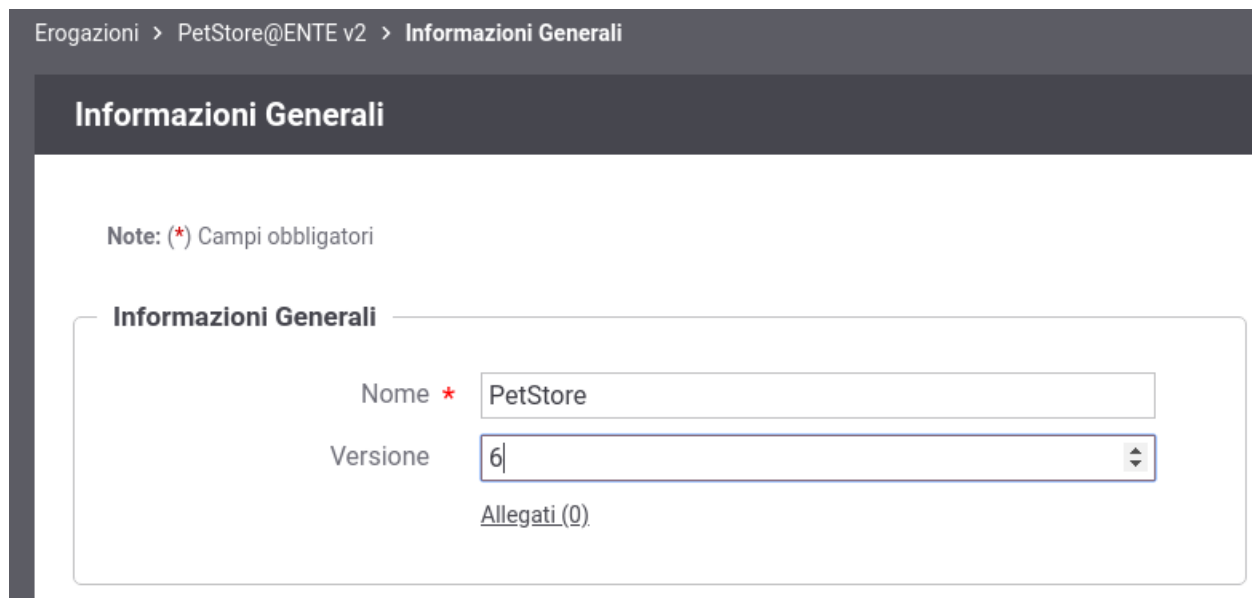 Erogazioni > PetStore@ENTE v2 > Informazioni Generali
Informazioni Generali
Note: (*) Campi obbligatori
Informazioni Generali
Nome * PetStore
Versione 6
Allegati (0)